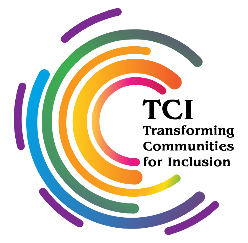 TCI
Transforming
Communities
for Inclusion